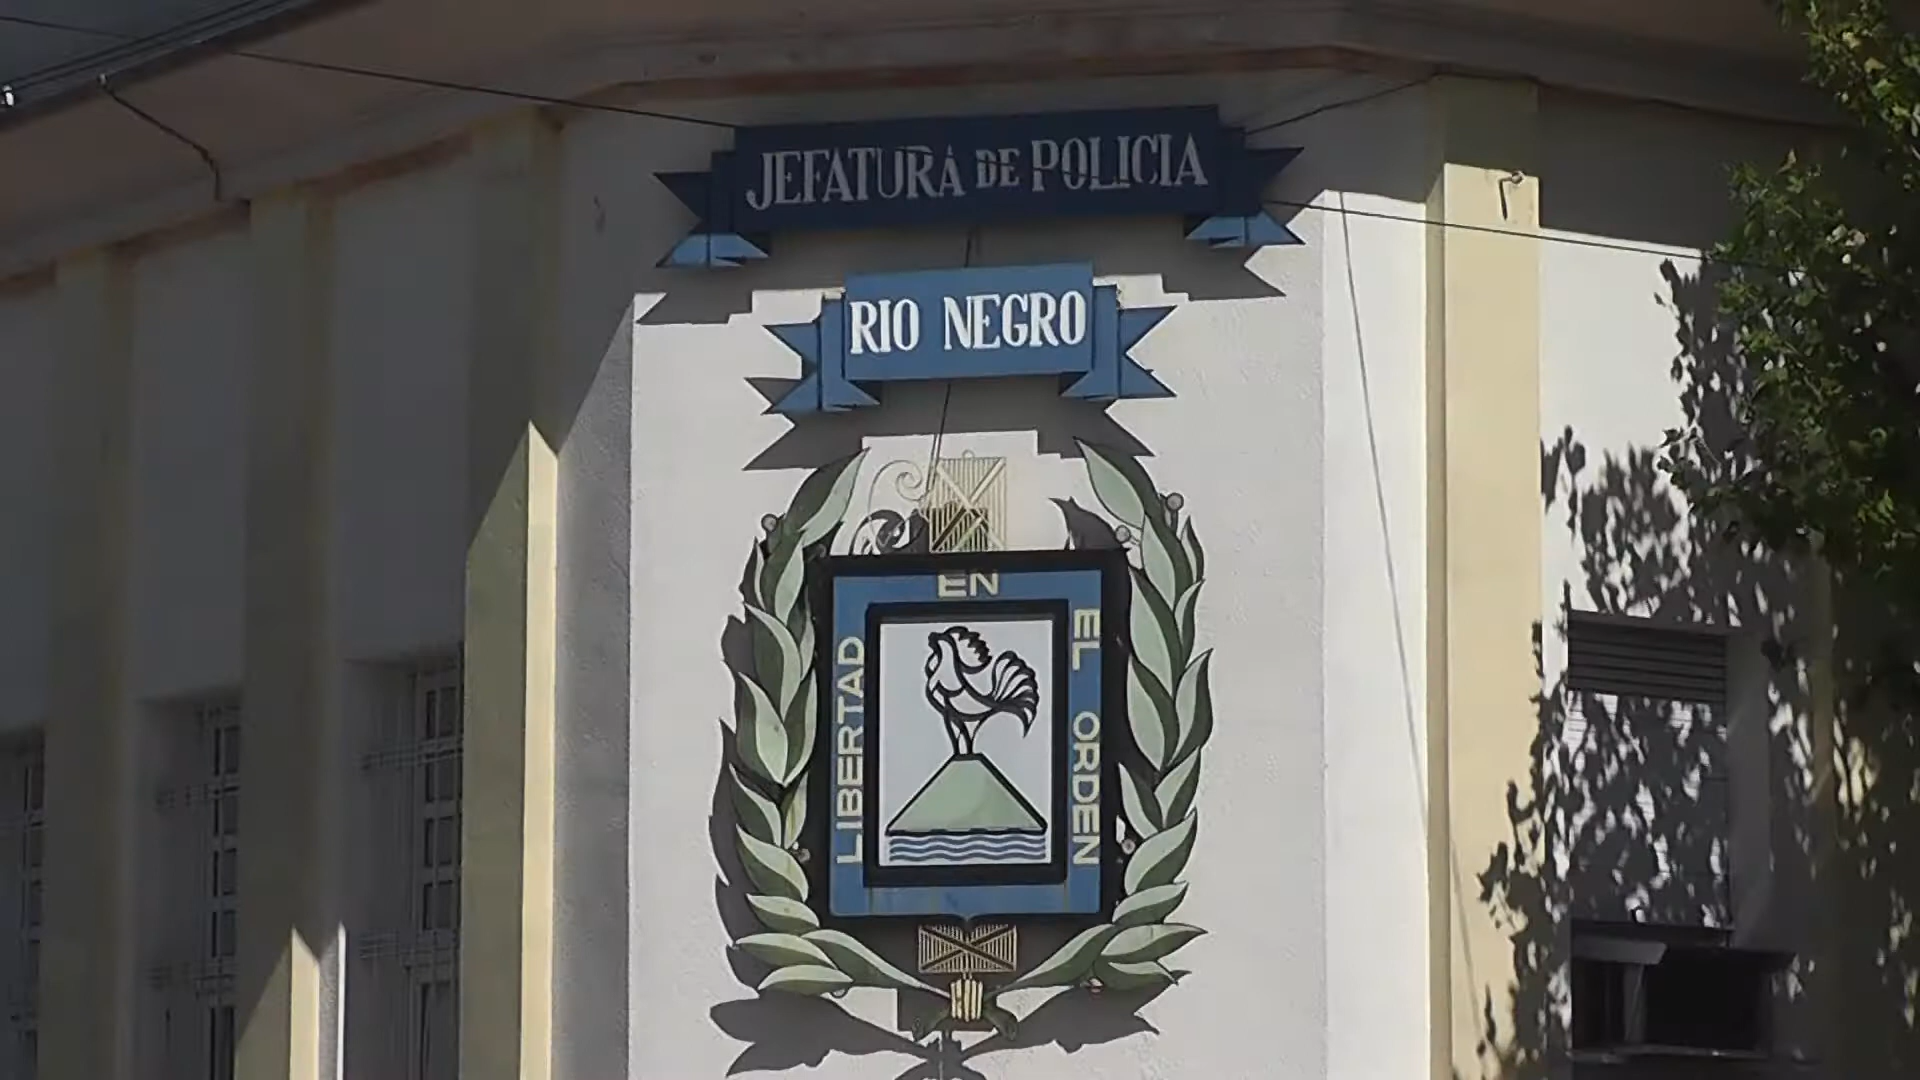 JEFATURA DE POLICIA
RIO NEGRO
LIBERTAD
EN
EL ORDEN